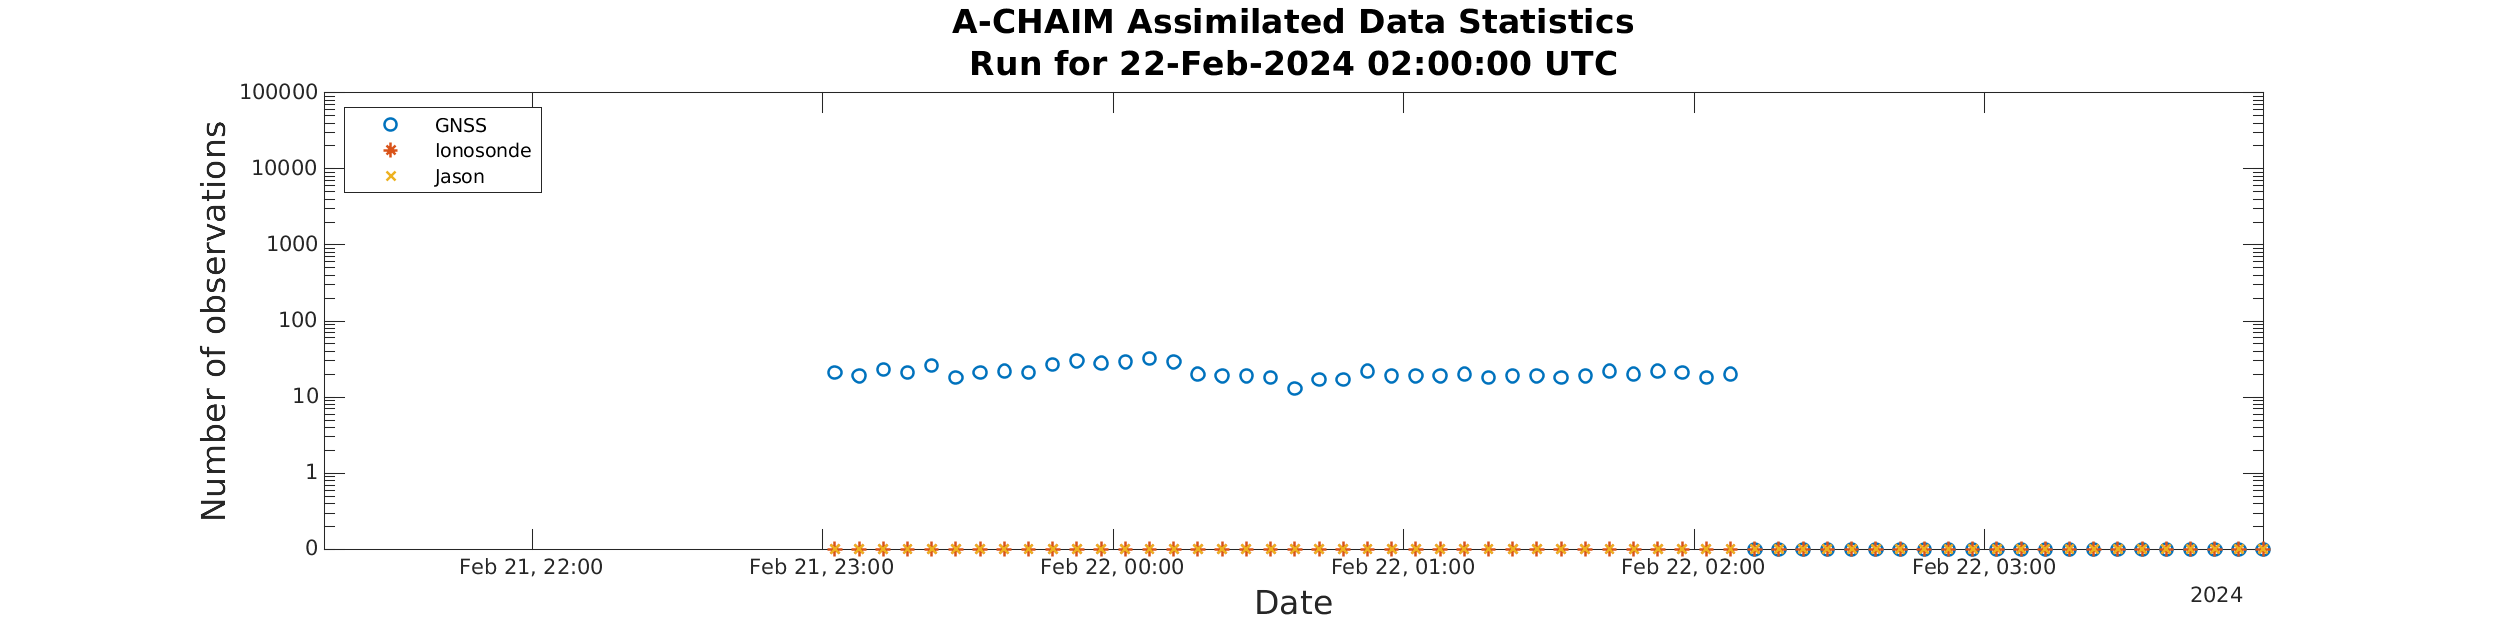 A-CHAIM Assimilated Data Statistics
Run for 22-Feb-2024 02:00:00 UTC
100000
10000
1000
100
10
1
0
Number of observations
GNSS
Ionosonde
Jason
Feb 21, 22:00
Feb 21, 23:00
Feb 22, 00:00
Feb 22, 01:00
Feb 22, 02:00
Feb 22, 03:00
2024
Date